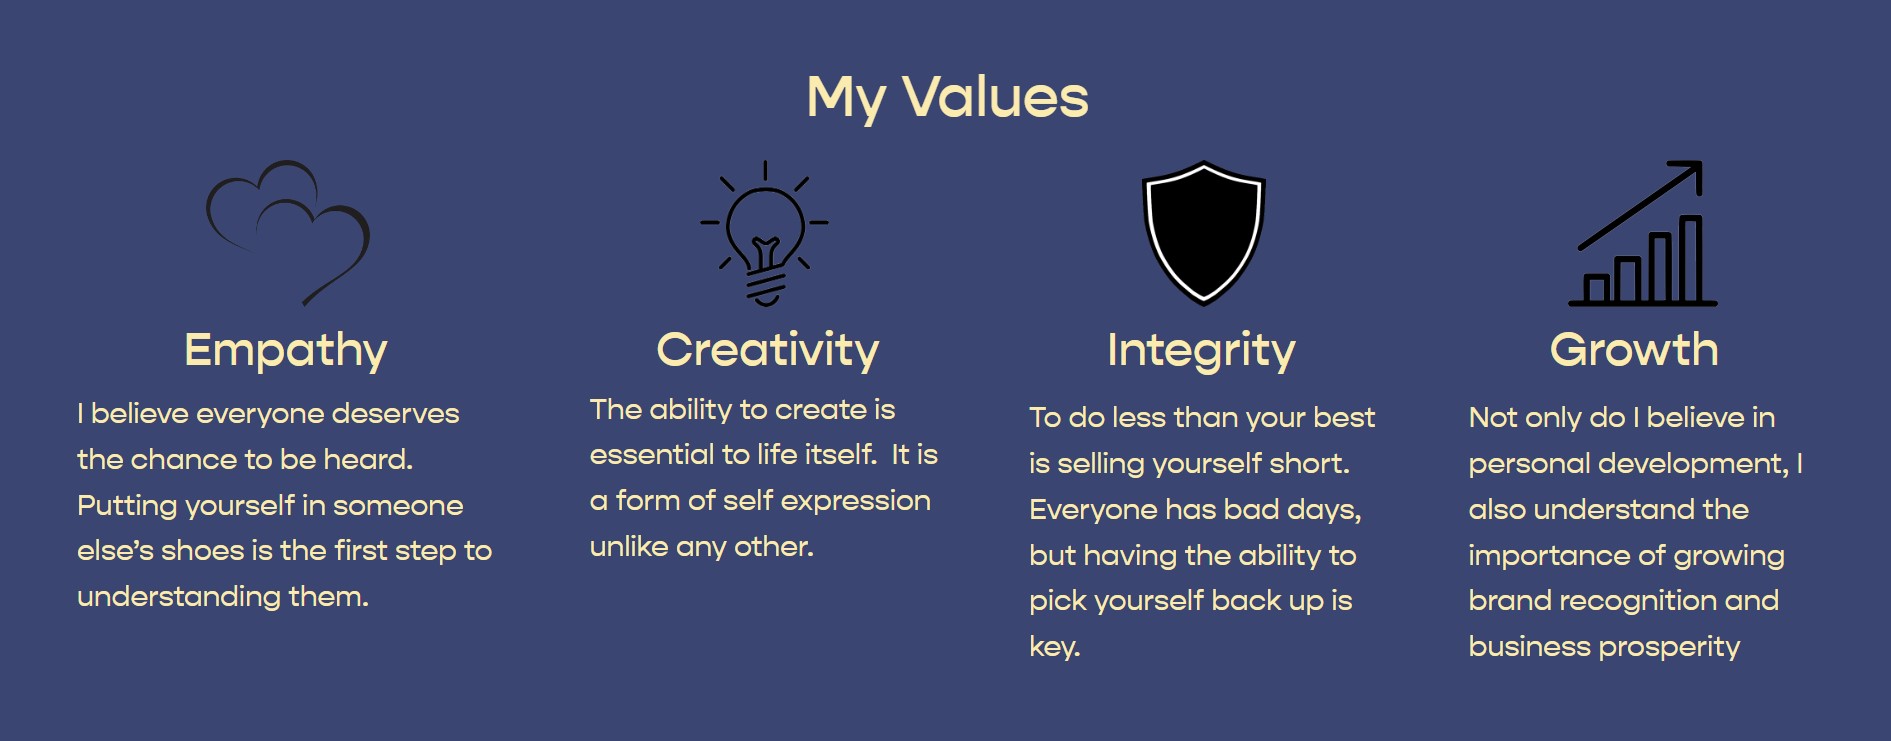 My Values
Empathy
I believe everyone deserves
the chance to be heard.
Putting yourself in someone
else’s shoes is the first step to
understanding them.
Creativity
The ability to create is
essential to life itself.  It is
a form of self expression
unlike any other.
Integrity
To do less than your best
is selling yourself short.
Everyone has bad days,
but having the ability to
pick yourself back up is
key.
Growth
Not only do I believe in
personal development, I
also understand the
importance of growing
brand recognition and
business prosperity